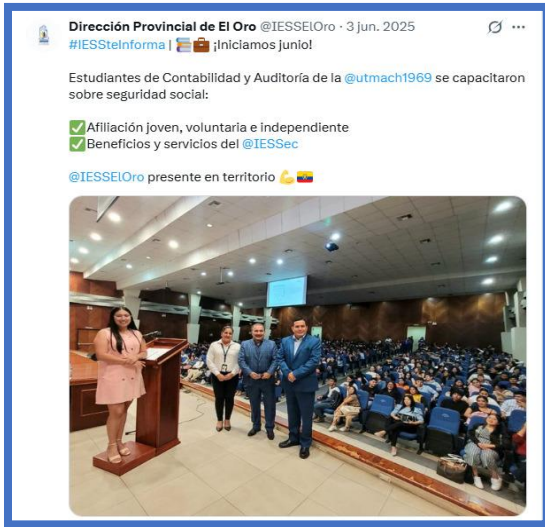 Dirección Provincial de El Oro @IESSElOro · 3 jun. 2025
#IESSteInforma | 📚💼 ¡Iniciamos junio!
Estudiantes de Contabilidad y Auditoría de la @utmach1969 se capacitaron
sobre seguridad social:
✅Afiliación joven, voluntaria e independiente
✅Beneficios y servicios del @IESSec
@IESSElOro presente en territorio 💪🇪🇨